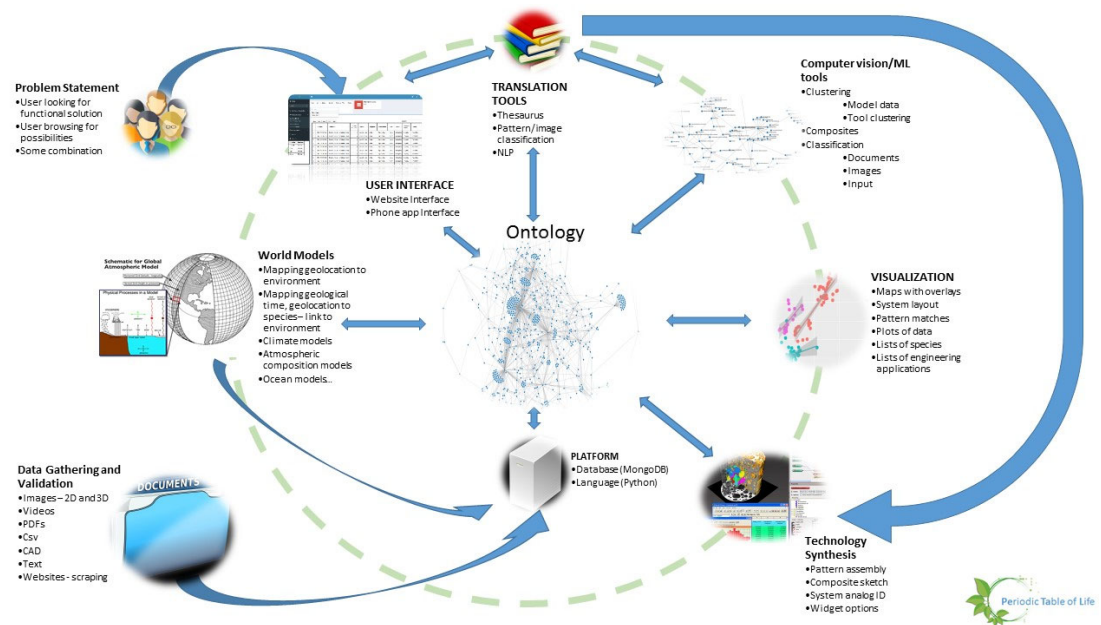 Problem Statement
•User looking for
functional solution
•User browsing for
possibilities
•Some combination
USER INTERFACE
•Website Interface
•Phone app Interface
TRANSLATION
TOOLS
•Thesaurus
•Pattern/image
classification
•NLP
Computer vision/ML
tools
•Clustering
•Model data
•Tool clustering
•Composites
•Classification
•Documents
•Images
•Input
Ontology
Schematic for Global
Atmospheric Model
Physical Processes in a Model
World Models
•Mapping geolocation to
environment
•Mapping geological
time, geolocation to
species– link to
environment
•Climate models
•Atmospheric
composition models
•Ocean models...
VISUALIZATION
•Maps with overlays
•System layout
•Pattern matches
•Plots of data
•Lists of species
•Lists of engineering
applications
Data Gathering and
Validation
•Images – 2D and 3D
•Videos
•PDFs
•Csv
•CAD
•Text
•Websites - scraping
DOCUMENTS
PLATFORM
•Database (MongoDB)
•Language (Python)
Technology
Synthesis
•Pattern assembly
•Composite sketch
•System analog ID
•Widget options
Periodic Table of Life